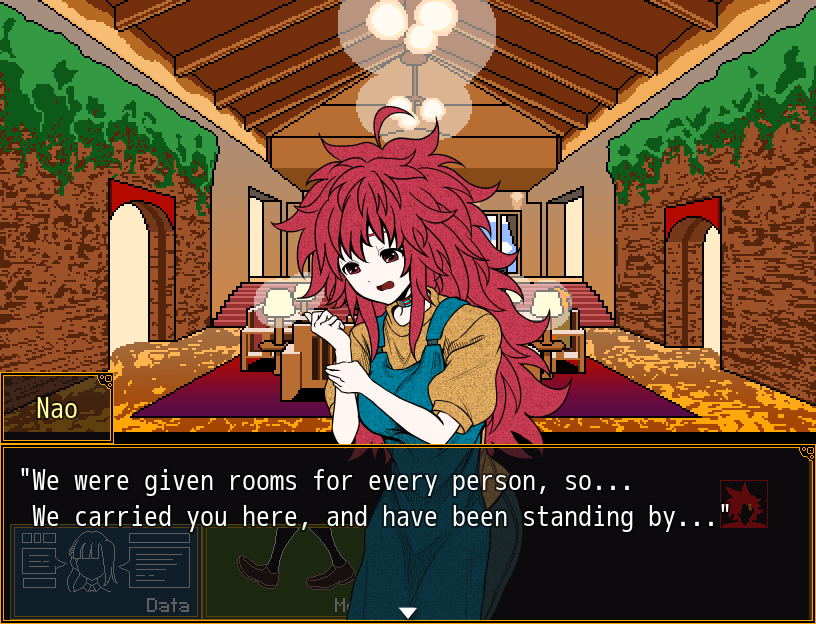 Nao
"We were given rooms for every person, so...
We carried you here, and have been standing by..."
Data